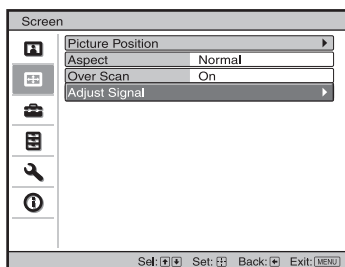 Screen
Picture Position
Aspect Normal
Over Scan On
Adjust Signal
Sel: Set: Back: Exit: MENU